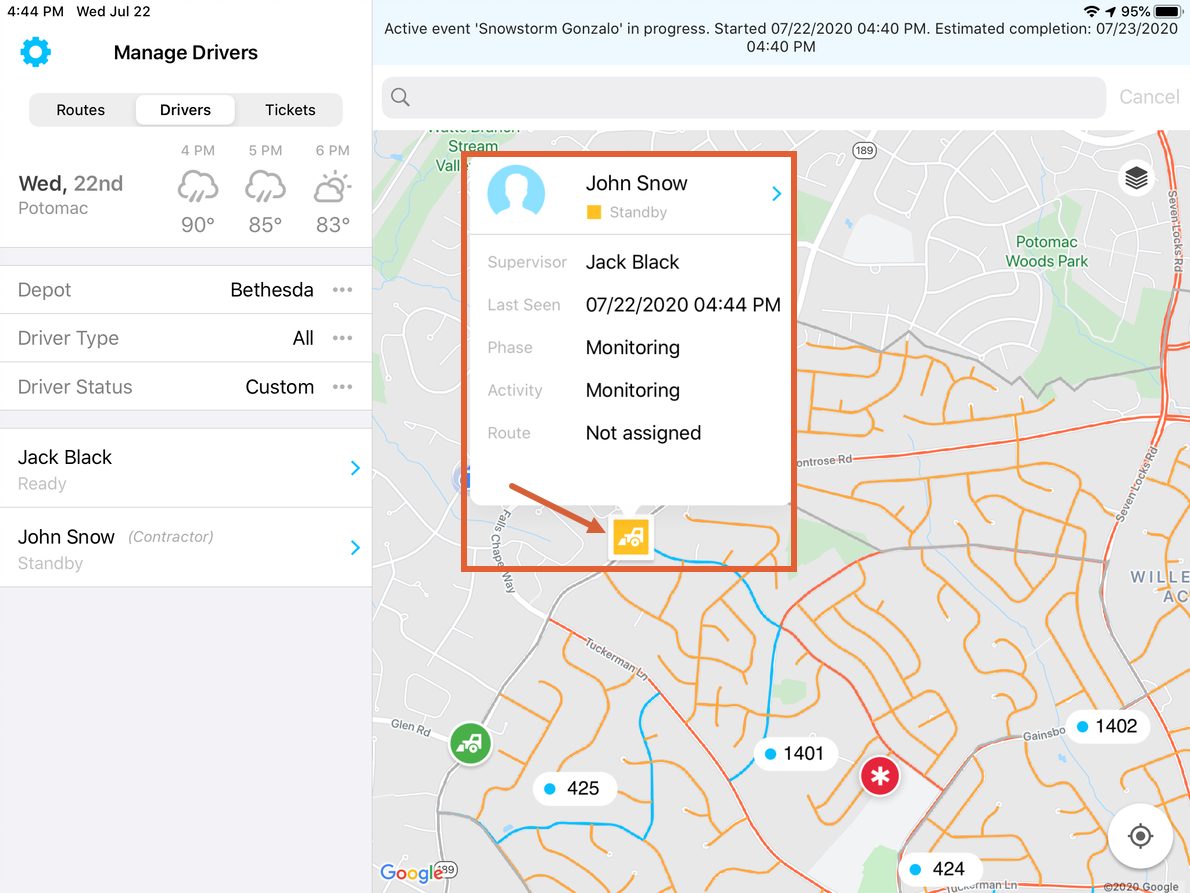 4:44 PM Wed Jul 22
95%
Manage Drivers
Routes
Drivers
Tickets
4 PM 5 PM 6 PM
Wed, 22nd
Potomac
90° 85° 83°
Depot Bethesda
Driver Type All
Driver Status Custom
Jack Black
Ready
John Snow (Contractor)
Standby
Active event 'Snowstorm Gonzalo' in progress. Started 07/22/2020 04:40 PM. Estimated completion: 07/23/2020
04:40 PM
Cancel
Watts Branch
Stream
Vall
189
John Snow
Standby
Supervisor Jack Black
Last Seen 07/22/2020 04:44 PM
Phase Monitoring
Activity Monitoring
Route Not assigned
Potomac
Woods Park
Seven Locks Rd
ontrose Rd
Seven Locks Rd
Falls Chapel Way
WILLE
AC
Tuckerman Ln
Glen Rd
Gainsbo
1402
1401
425
424
Google
189
Tuckerman Ln
©2020 Google